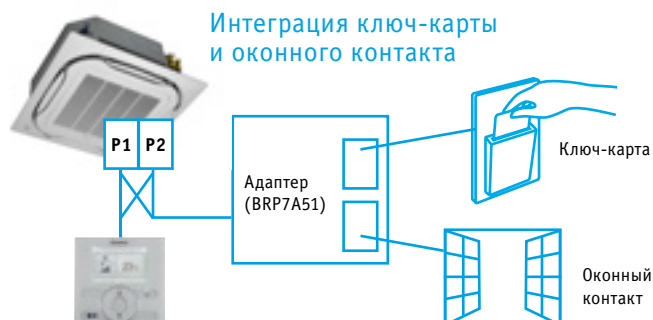 Интеграция ключ-карты
и оконного контакта
P1 P2
Адаптер
(BRP7A51)
Ключ-карта
Оконный
контакт